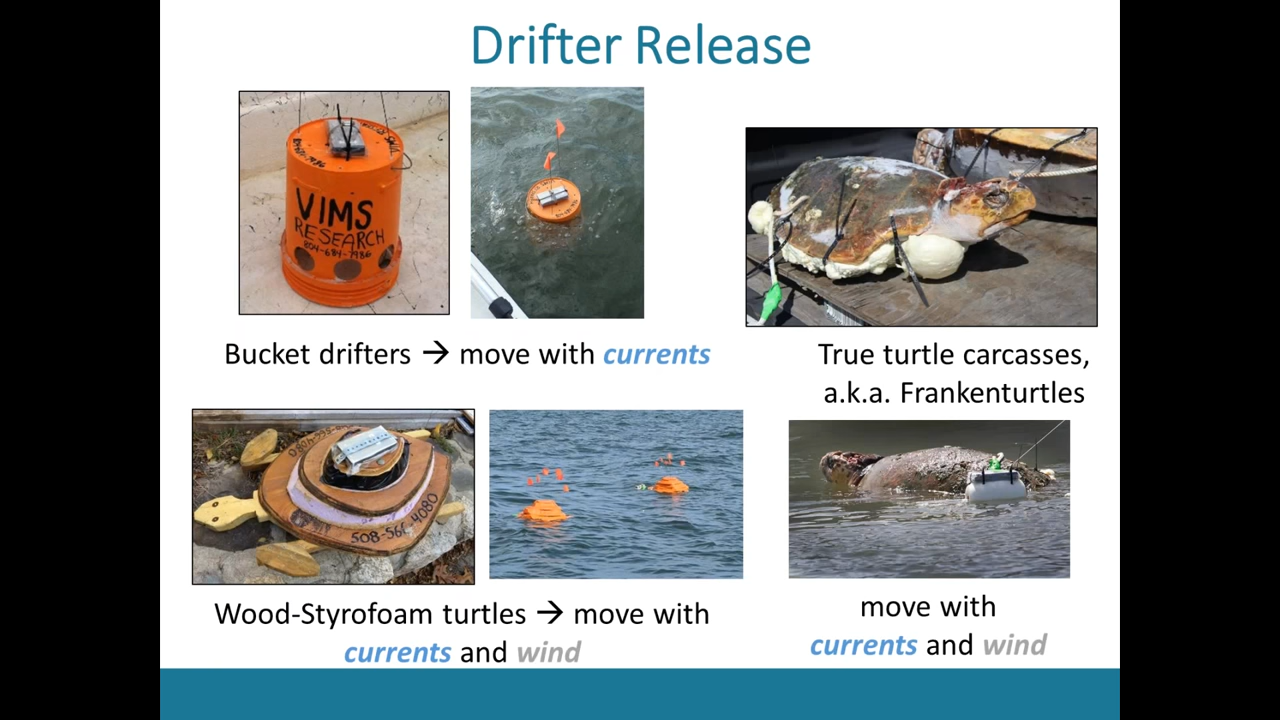 Drifter Release
VIMS
RESEARCH
804-684-7986
Bucket drifters → move with currents
True turtle carcasses,
a.k.a. Frankenturtles
508-566-4080
Wood-Styrofoam turtles → move with
currents and wind
move with
currents and wind